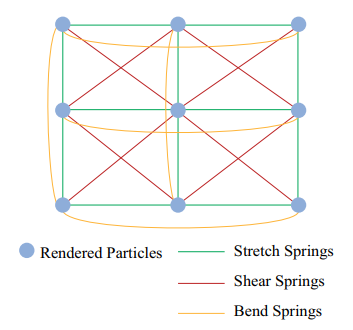 Rendered Particles
Stretch Springs
Shear Springs
Bend Springs